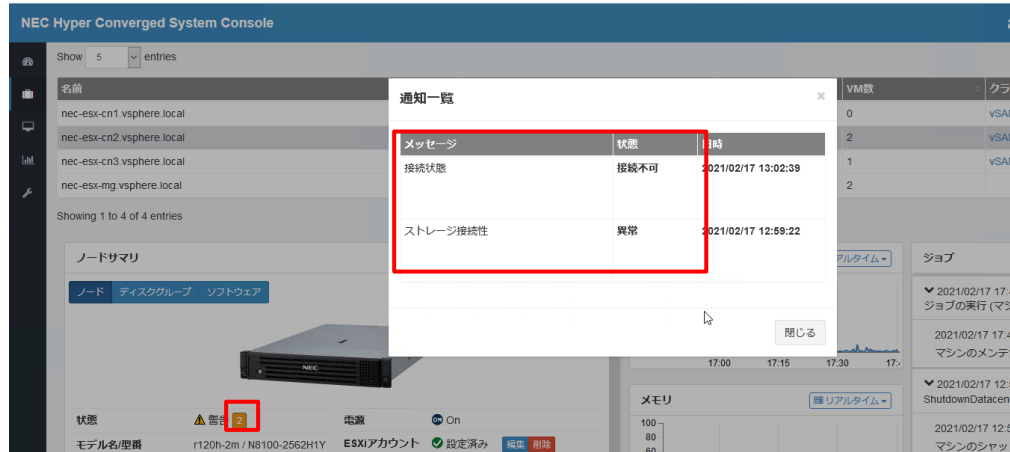 NEC Hyper Converged System Console
Show 5 entries
名前
VM数
クラ
nec-esx-cn1.vsphere.local
0
vSA
nec-esx-cn2.vsphere.local
2
nec-esx-cn3.vsphere.local
1
vSA
nec-esx-mg.vsphere.local
2
Showing 1 to 4 of 4 entries
通知一覧
×
メッセージ
状態
日時
接続状態
接続不可
2021/02/17 13:02:39
ストレージ接続性
異常
2021/02/17 12:59:22
閉じる
ノードサマリ
ノード
ディスクグループ
ソフトウェア
NEC
状態
警告
2
電源
On
モデル名/型番
r120h-2m / N8100-2562H1Y
ESXiアカウント
設定済み
編集
削除
アルタイム
17:00
17:15
17:30
17:
メモリ
リアルタイム
100
80
60
ジョブ
2021/02/17 17:
ジョブの実行 (マシ
2021/02/17 17:4
マシンのメンテ
2021/02/17 12:
ShutdownDatacen
2021/02/17 12:5
マシンのシャッ